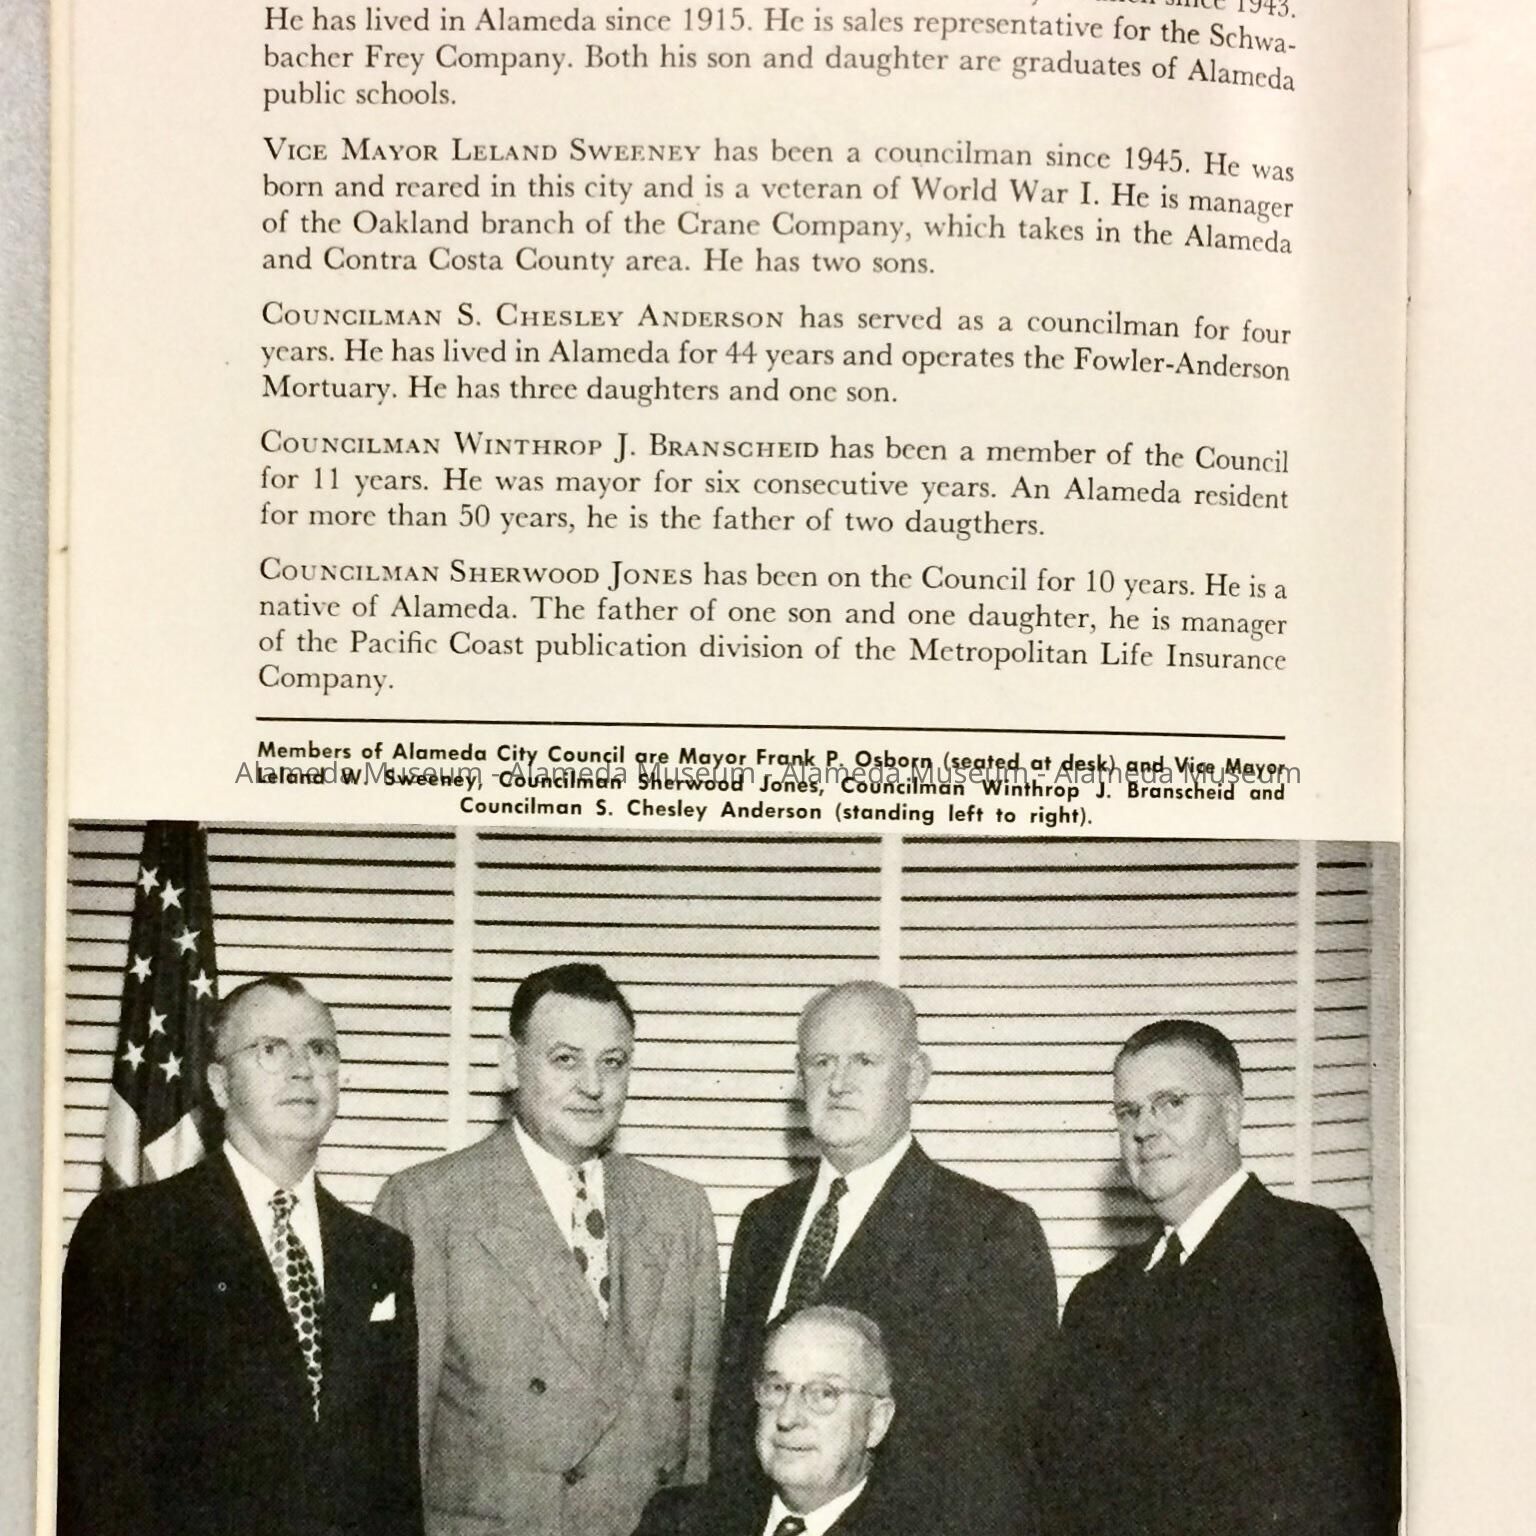 since 1943.
He has lived in Alameda since 1915. He is sales representative for the Schwa-
bacher Frey Company. Both his son and daughter are graduates of Alameda
public schools.
VICE MAYOR LELAND SWEENEY has been a councilman since 1945. He was
born and reared in this city and is a veteran of World War I. He is manager
of the Oakland branch of the Crane Company, which takes in the Alameda
and Contra Costa County area. He has two sons.
COUNCILMAN S. CHESLEY ANDERSON has served as a councilman for four
years. He has lived in Alameda for 44 years and operates the Fowler-Anderson
Mortuary. He has three daughters and one son.
COUNCILMAN WINTHROP J. BRANSCHEID has been a member of the Council
for 11 years. He was mayor for six consecutive years. An Alameda resident
for more than 50 years, he is the father of two daugthers.
COUNCILMAN SHERWOOD JONES has been on the Council for 10 years. He is a
native of Alameda. The father of one son and one daughter, he is manager
of the Pacific Coast publication division of the Metropolitan Life Insurance
Company.
Members of Alameda City Council are Mayor Frank P. Osborn (seated at desk) and Vice Mayor
Alameda Museum - Alameda Museum - Alameda Museum - Alameda Museum
Leland W. Sweeney, Councilman Sherwood Jones, Councilman Winthrop J. Branscheid and
Councilman S. Chesley Anderson (standing left to right).